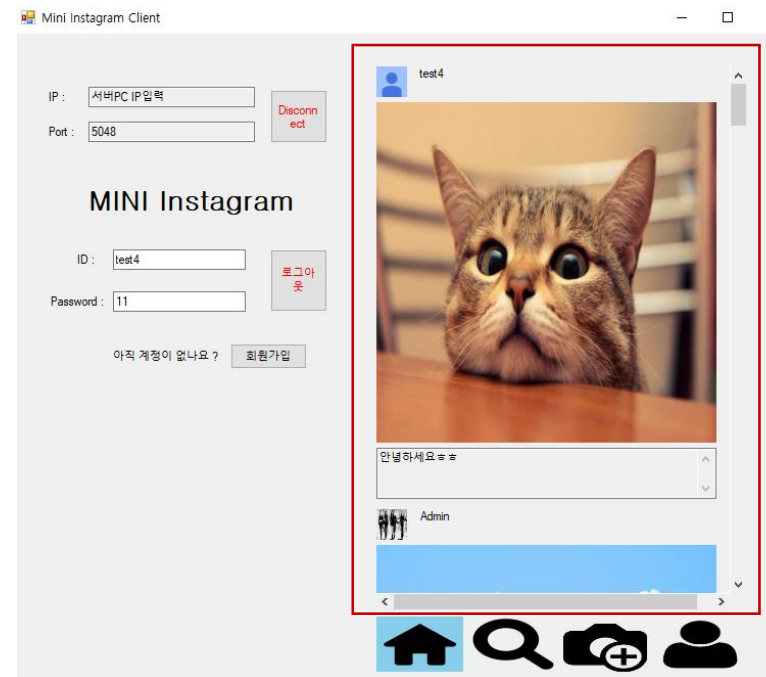 Mini Instagram Client
IP :
서버PC IP입력
Disconn
ect
Port :
5048
MINI Instagram
ID :
test4
로그아
웃
Password :
11
아직 계정이 없나요 ?
회원가입
test4
안녕하세요ㅎㅎ
Admin